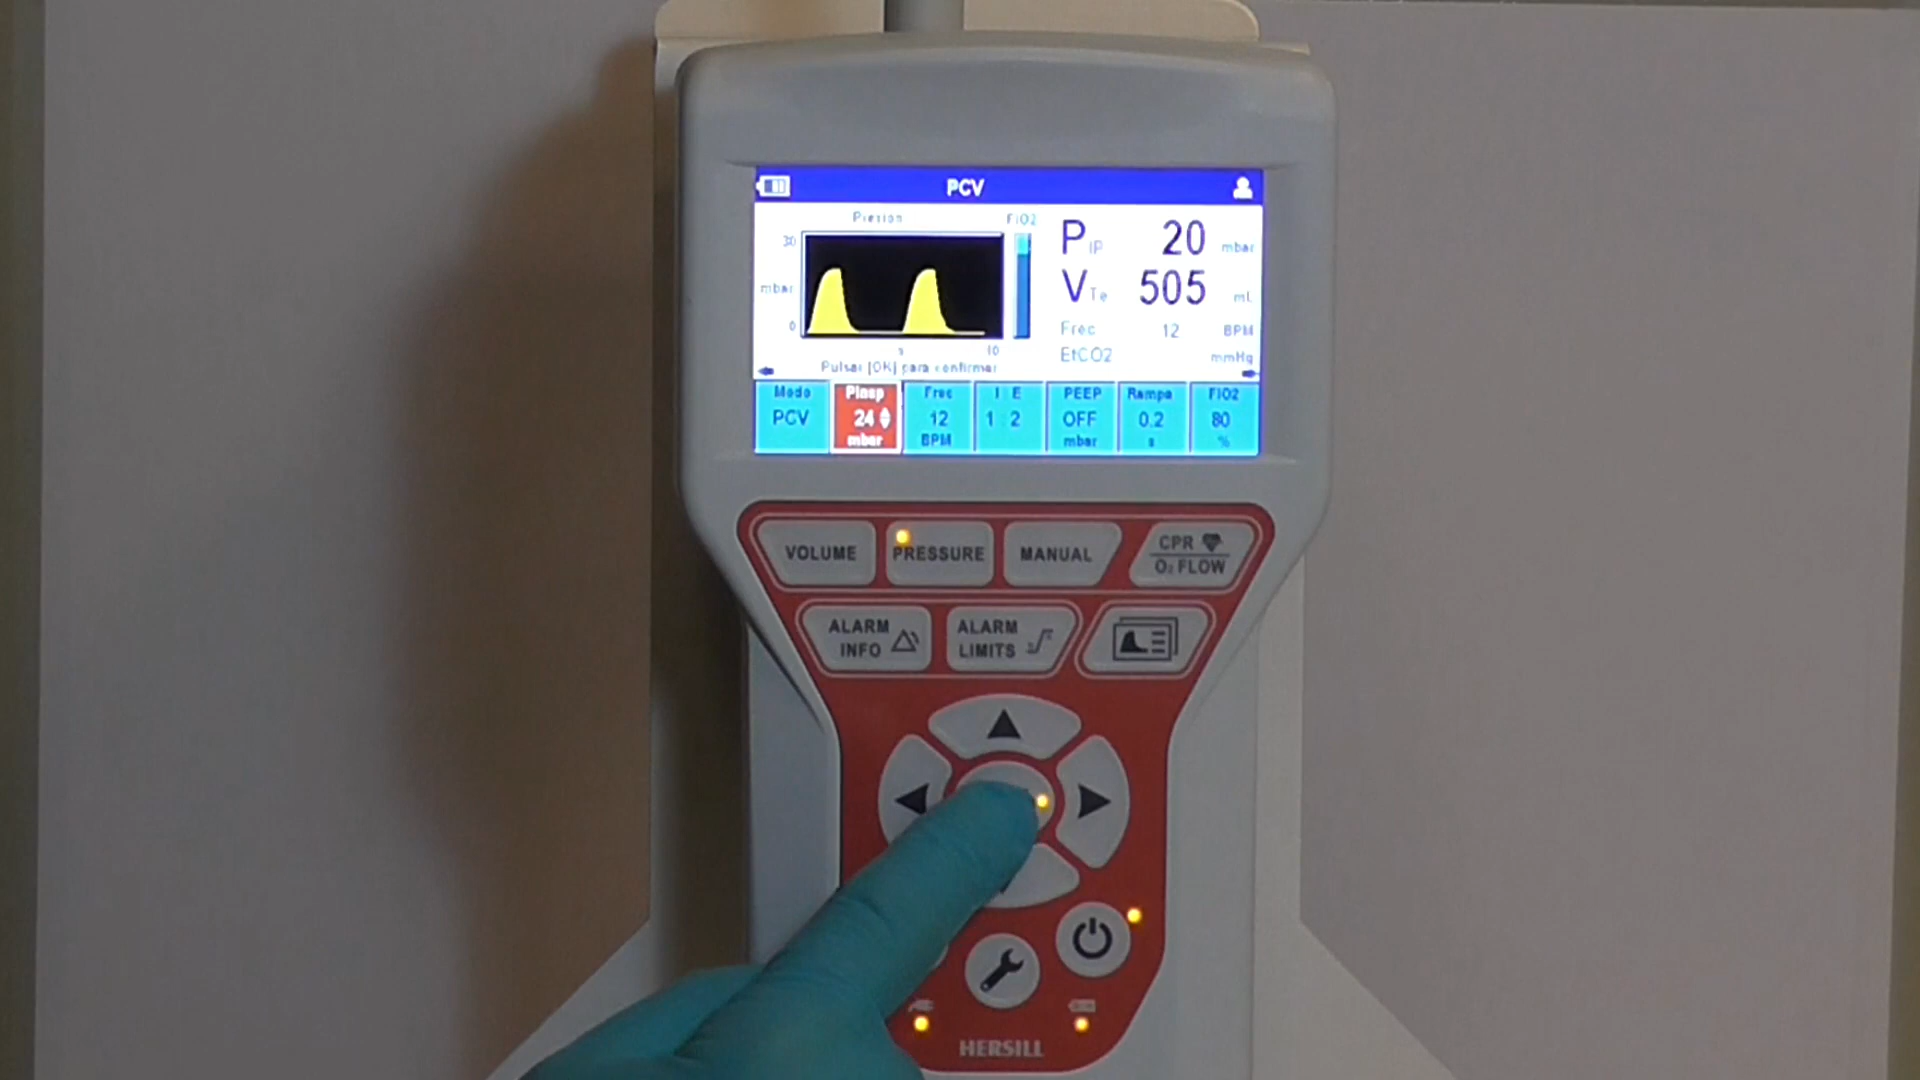 PCV
Presion
FiO2
30
mbar
0
s
10
PIP 20 mbar
VTe 505 mL
Frec 12 BPM
EtCO2 mmHg
Pulsar [OK] para confirmar
Modo PInsp Frec I E PEEP Rampa FIO2
PCV 24 12 1 : 2 OFF 0.2 80
mbar BPM mbar s %
VOLUME
PRESSURE
MANUAL
CPR
O2 FLOW
ALARM
INFO
ALARM
LIMITS
HERSILL